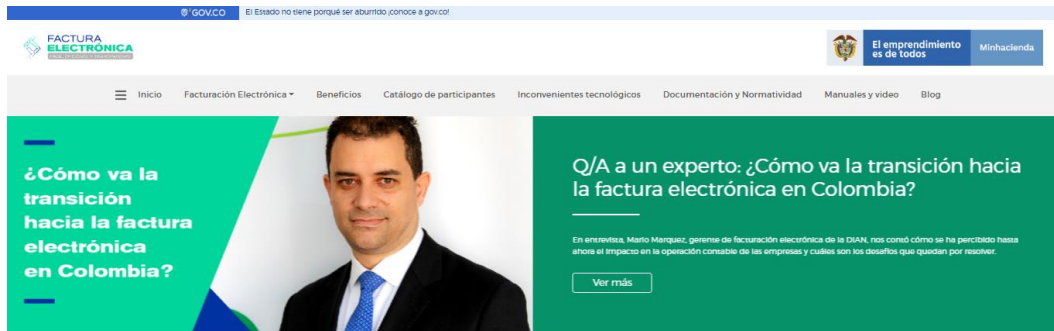 GOV.CO
El Estado no tiene porqué ser aburrido ¡conoce a gov.co!
FACTURA
ELECTRÓNICA
El emprendimiento
es de todos
Minhacienda
Inicio
Facturación Electrónica
Beneficios
Catálogo de participantes
Inconvenientes tecnológicos
Documentación y Normatividad
Manuales y video
Blog
¿Cómo va la
transición
hacia la factura
electrónica
en Colombia?
Q/A a un experto: ¿Cómo va la transición hacia
la factura electrónica en Colombia?
En entrevista, Mario Marquez, gerente de facturación electrónica de la DIAN, nos contó cómo se ha percibido hasta
ahora el impacto en la operación contable de las empresas y cuáles son los desafíos que quedan por resolver.
Ver más